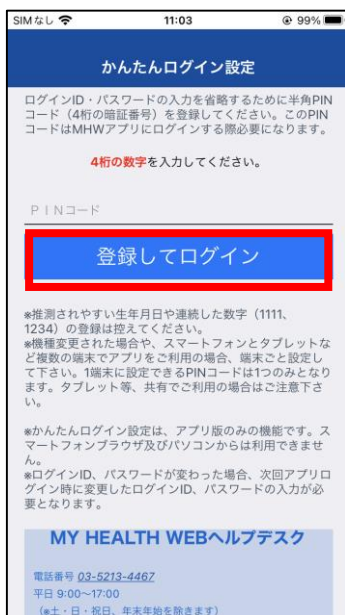 SIMなし 11:03 99%
かんたんログイン設定
ログインID・パスワードの入力を省略するために半角PIN
コード（4桁の暗証番号）を登録してください。このPIN
コードはMHWアプリにログインする際必要になります。
4桁の数字を入力してください。
PINコード
登録してログイン
※推測されやすい生年月日や連続した数字（1111、
1234）の登録は控えてください。
※機種変更された場合や、スマートフォンとタブレットな
ど複数の端末でアプリをご利用の場合、端末ごと設定し
て下さい。1端末に設定できるPINコードは1つのみとなり
ます。タブレット等、共有でご利用の場合はご注意下さ
い。
※かんたんログイン設定は、アプリ版のみの機能です。ス
マートフォンブラウザ及びパソコンからは利用できませ
ん。
※ログインID、パスワードが変わった場合、次回アプリロ
グイン時に変更したログインID、パスワードの入力が必
要となります。
MY HEALTH WEBヘルプデスク
電話番号 03-5213-4467
平日 9:00〜17:00
（※土・日・祝日、年末年始を除きます）